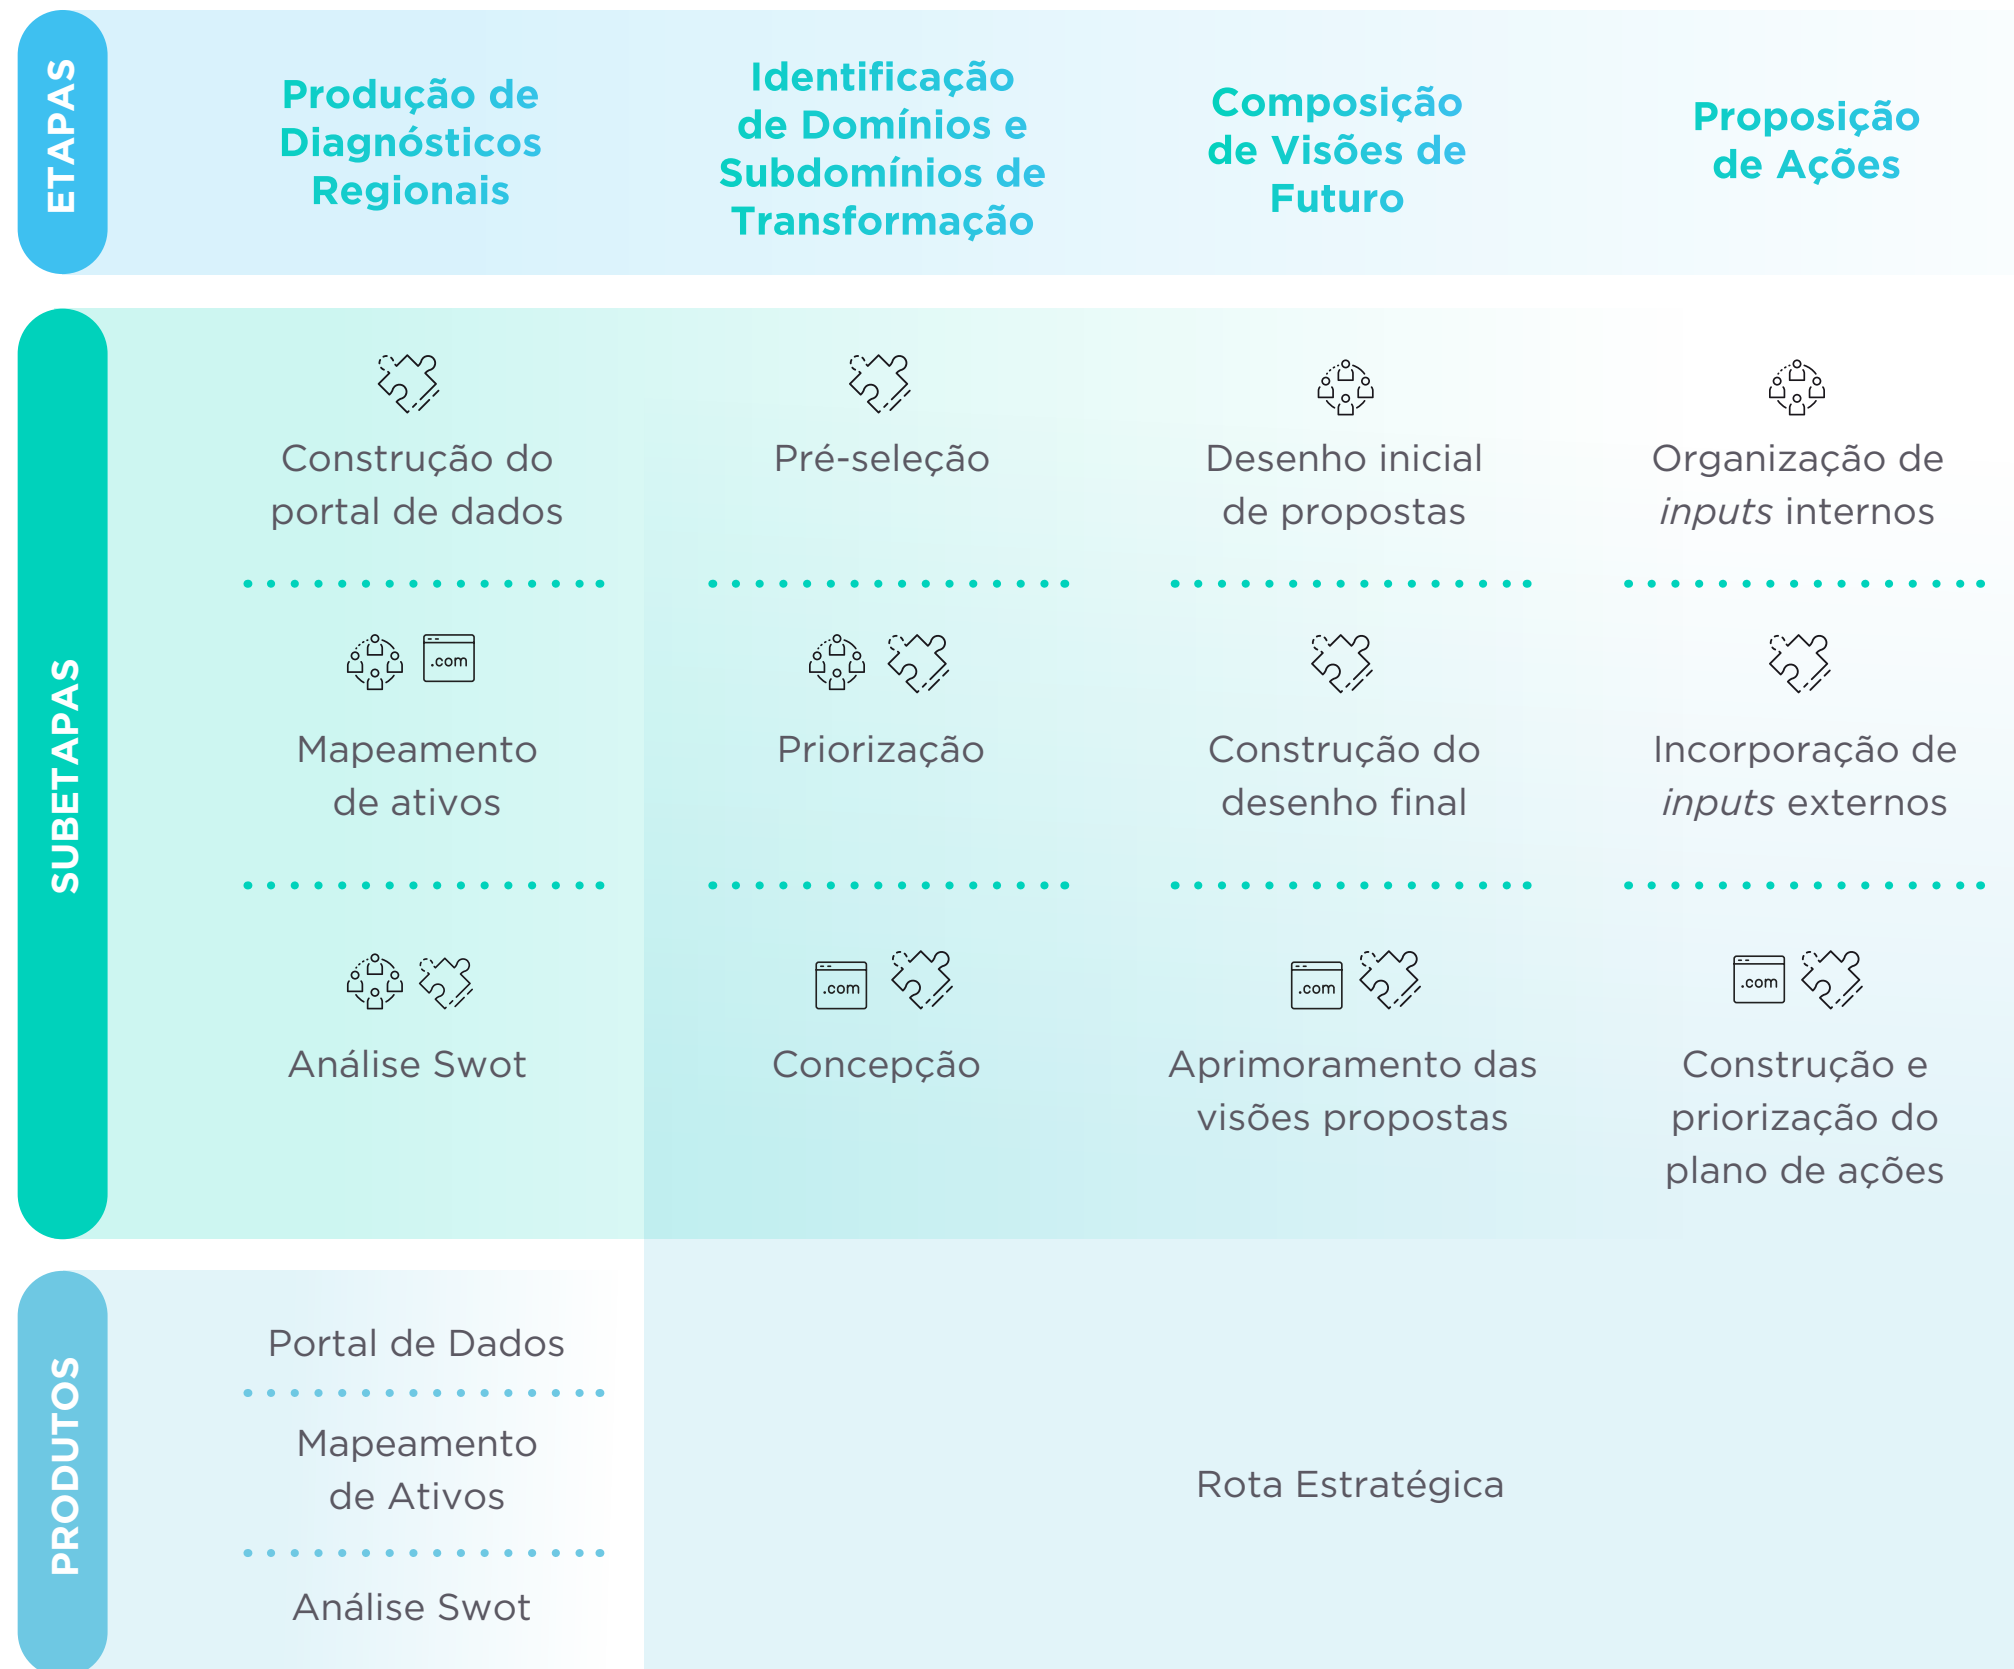 ETAPAS
Produção de
Diagnósticos
Regionais
Identificação
de Domínios e
Subdomínios de
Transformação
Composição
de Visões de
Futuro
Proposição
de Ações
SUBETAPAS
Construção do
portal de dados
Pré-seleção
Desenho inicial
de propostas
Organização de
inputs internos
.com
Mapeamento
de ativos
Priorização
Construção do
desenho final
Incorporação de
inputs externos
Análise Swot
.com
Concepção
.com
Aprimoramento das
visões propostas
.com
Construção e
priorização do
plano de ações
PRODUTOS
Portal de Dados
Mapeamento
de Ativos
Análise Swot
Rota Estratégica